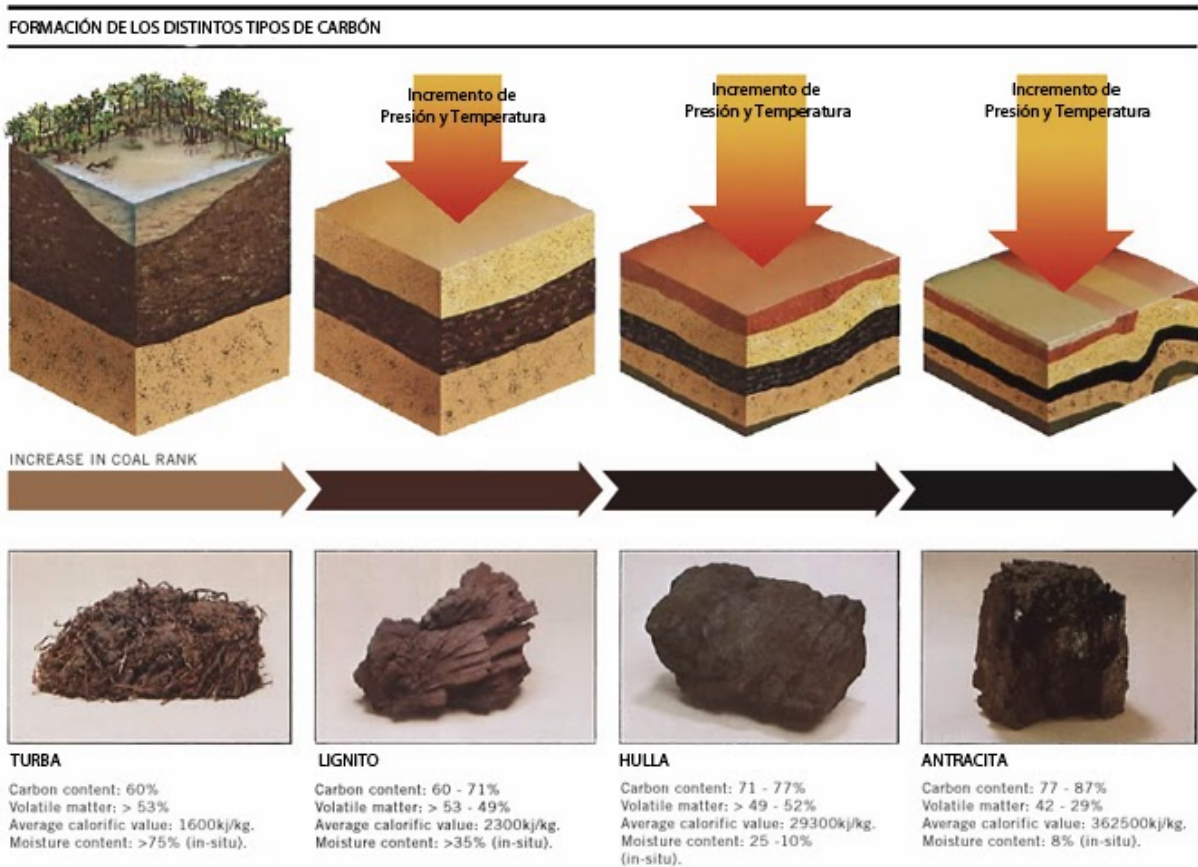 FORMACIÓN DE LOS DISTINTOS TIPOS DE CARBÓN
Incremento de
Presión y Temperatura
Incremento de
Presión y Temperatura
Incremento de
Presión y Temperatura
INCREASE IN COAL RANK
TURBA
Carbon content: 60%
Volatile matter: > 53%
Average calorific value: 1600kj/kg.
Moisture content: >75% (in-situ).
LIGNITO
Carbon content: 60 - 71%
Volatile matter: > 53 - 49%
Average calorific value: 2300kj/kg.
Moisture content: >35% (in-situ).
HULLA
Carbon content: 71 - 77%
Volatile matter: > 49 - 52%
Average calorific value: 29300kj/kg.
Moisture content: 25 -10%
(in-situ).
ANTRACITA
Carbon content: 77 - 87%
Volatile matter: 42 - 29%
Average calorific value: 362500kj/kg.
Moisture content: 8% (in-situ).